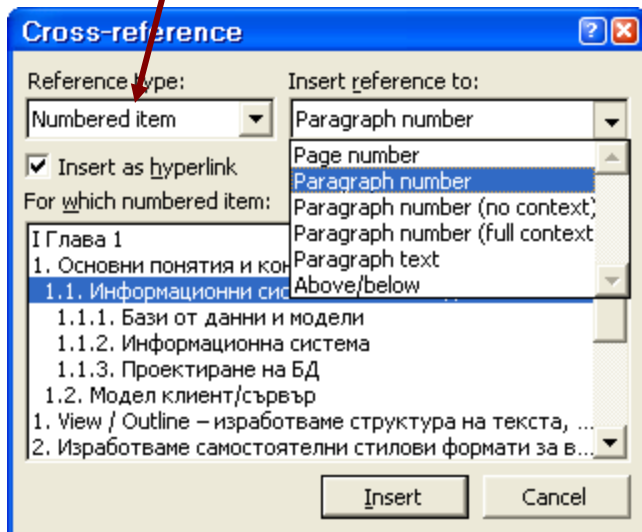 Cross-reference
Reference type:
Insert reference to:
Numbered item
Paragraph number
Insert as hyperlink
Page number
Paragraph number
Paragraph number (no context)
Paragraph number (full context
Paragraph text
Above/below
For which numbered item:
I Глава 1
1. Основни понятия и ко
1.1. Информационни си
1.1.1. Бази от данни и модели
1.1.2. Информационна система
1.1.3. Проектиране на БД
1.2. Модел клиент/сървър
1. View / Outline – изработваме структура на текста, ...
2. Изработваме самостоятелни стилови формати за в...
Insert
Cancel